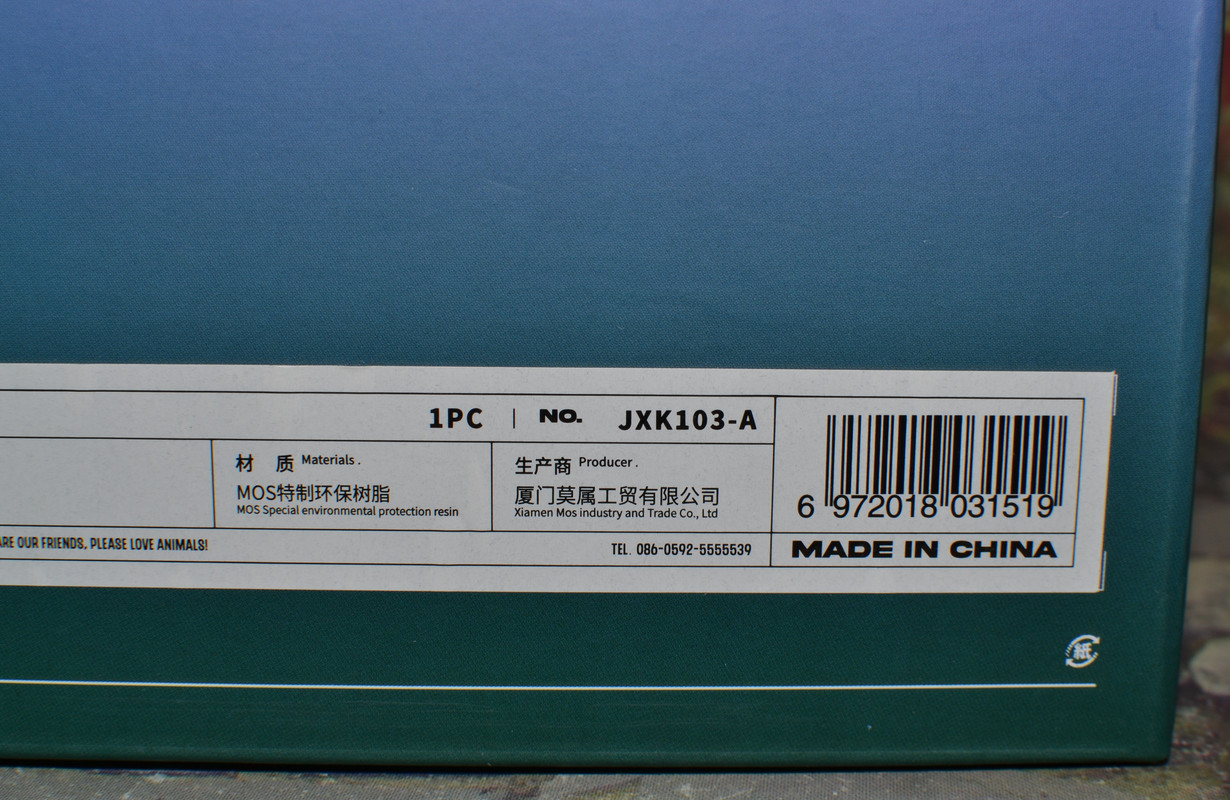 1PC | NO. JXK103-A
材 质 Materials .
MOS特制环保树脂
MOS Special environmental protection resin
生产商 Producer .
厦门莫属工贸有限公司
Xiamen Mos industry and Trade Co., Ltd
6 972018 031519
ARE OUR FRIENDS, PLEASE LOVE ANIMALS!
TEL. 086-0592-5555539
MADE IN CHINA
紙